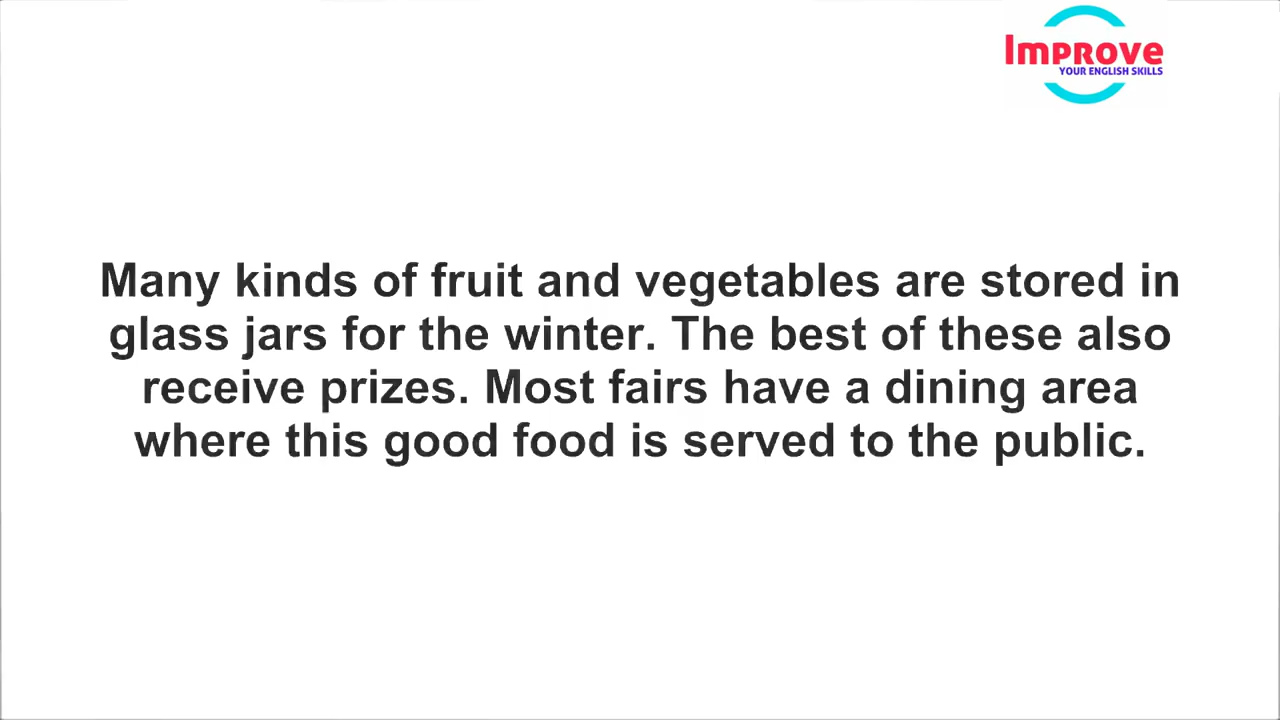 Improve
YOUR ENGLISH SKILLS
Many kinds of fruit and vegetables are stored in
glass jars for the winter. The best of these also
receive prizes. Most fairs have a dining area
where this good food is served to the public.